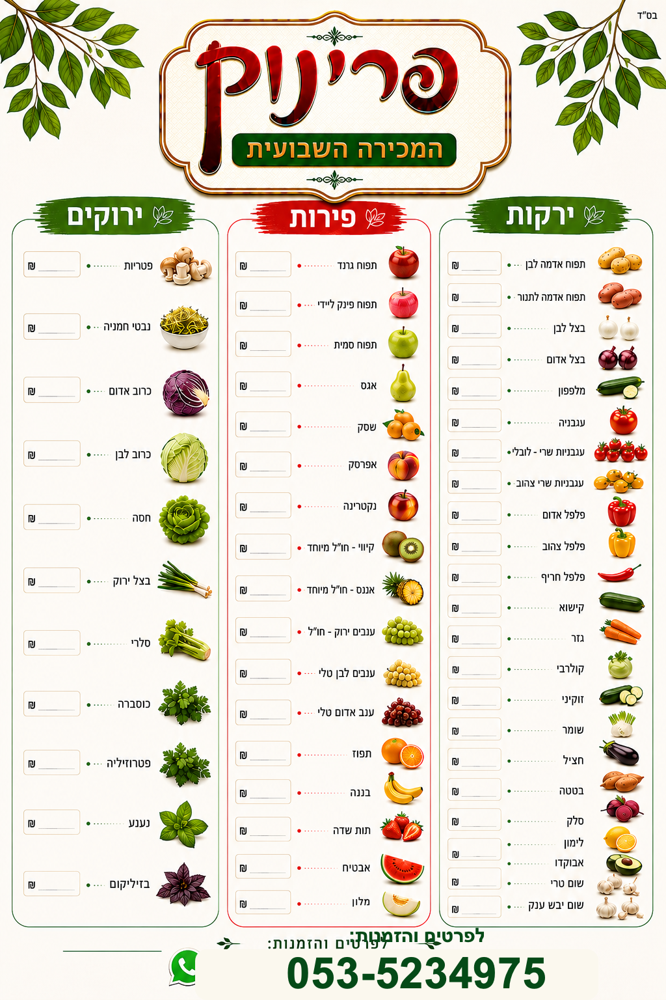 בס"ד
פרינוק
המכירה השבועית
ירקות
תפוח אדמה לבן ₪
תפוח אדמה לתנור ₪
בצל לבן ₪
בצל אדום ₪
מלפפון ₪
עגבניה ₪
עגבניות שרי - לובלי ₪
עגבניות שרי צהוב ₪
פלפל אדום ₪
פלפל צהוב ₪
פלפל חריף ₪
קישוא ₪
גזר ₪
קולרבי ₪
זוקיני ₪
שומר ₪
חציל ₪
בטטה ₪
סלק ₪
לימון ₪
אבוקדו
שום טרי ₪
שום יבש ענק ₪
פירות
תפוח גרנד ₪
תפוח פינק ליידי ₪
תפוח סמית ₪
אגס ₪
שסק ₪
אפרסק ₪
נקטרינה ₪
קיווי - חו"ל מיוחד ₪
אננס - חו"ל מיוחד ₪
ענבים ירוק - חו"ל ₪
ענבים לבן טלי ₪
ענב אדום טלי ₪
תפוז ₪
בננה ₪
תות שדה ₪
אבטיח ₪
מלון ₪
ירוקים
פטריות ₪
נבטי חמניה ₪
כרוב אדום ₪
כרוב לבן ₪
חסה ₪
בצל ירוק ₪
סלרי ₪
כוסברה ₪
פטרוזיליה ₪
נענע ₪
בזיליקום ₪
לפרטים והזמנות:
לפרטים והזמנות:
053-5234975